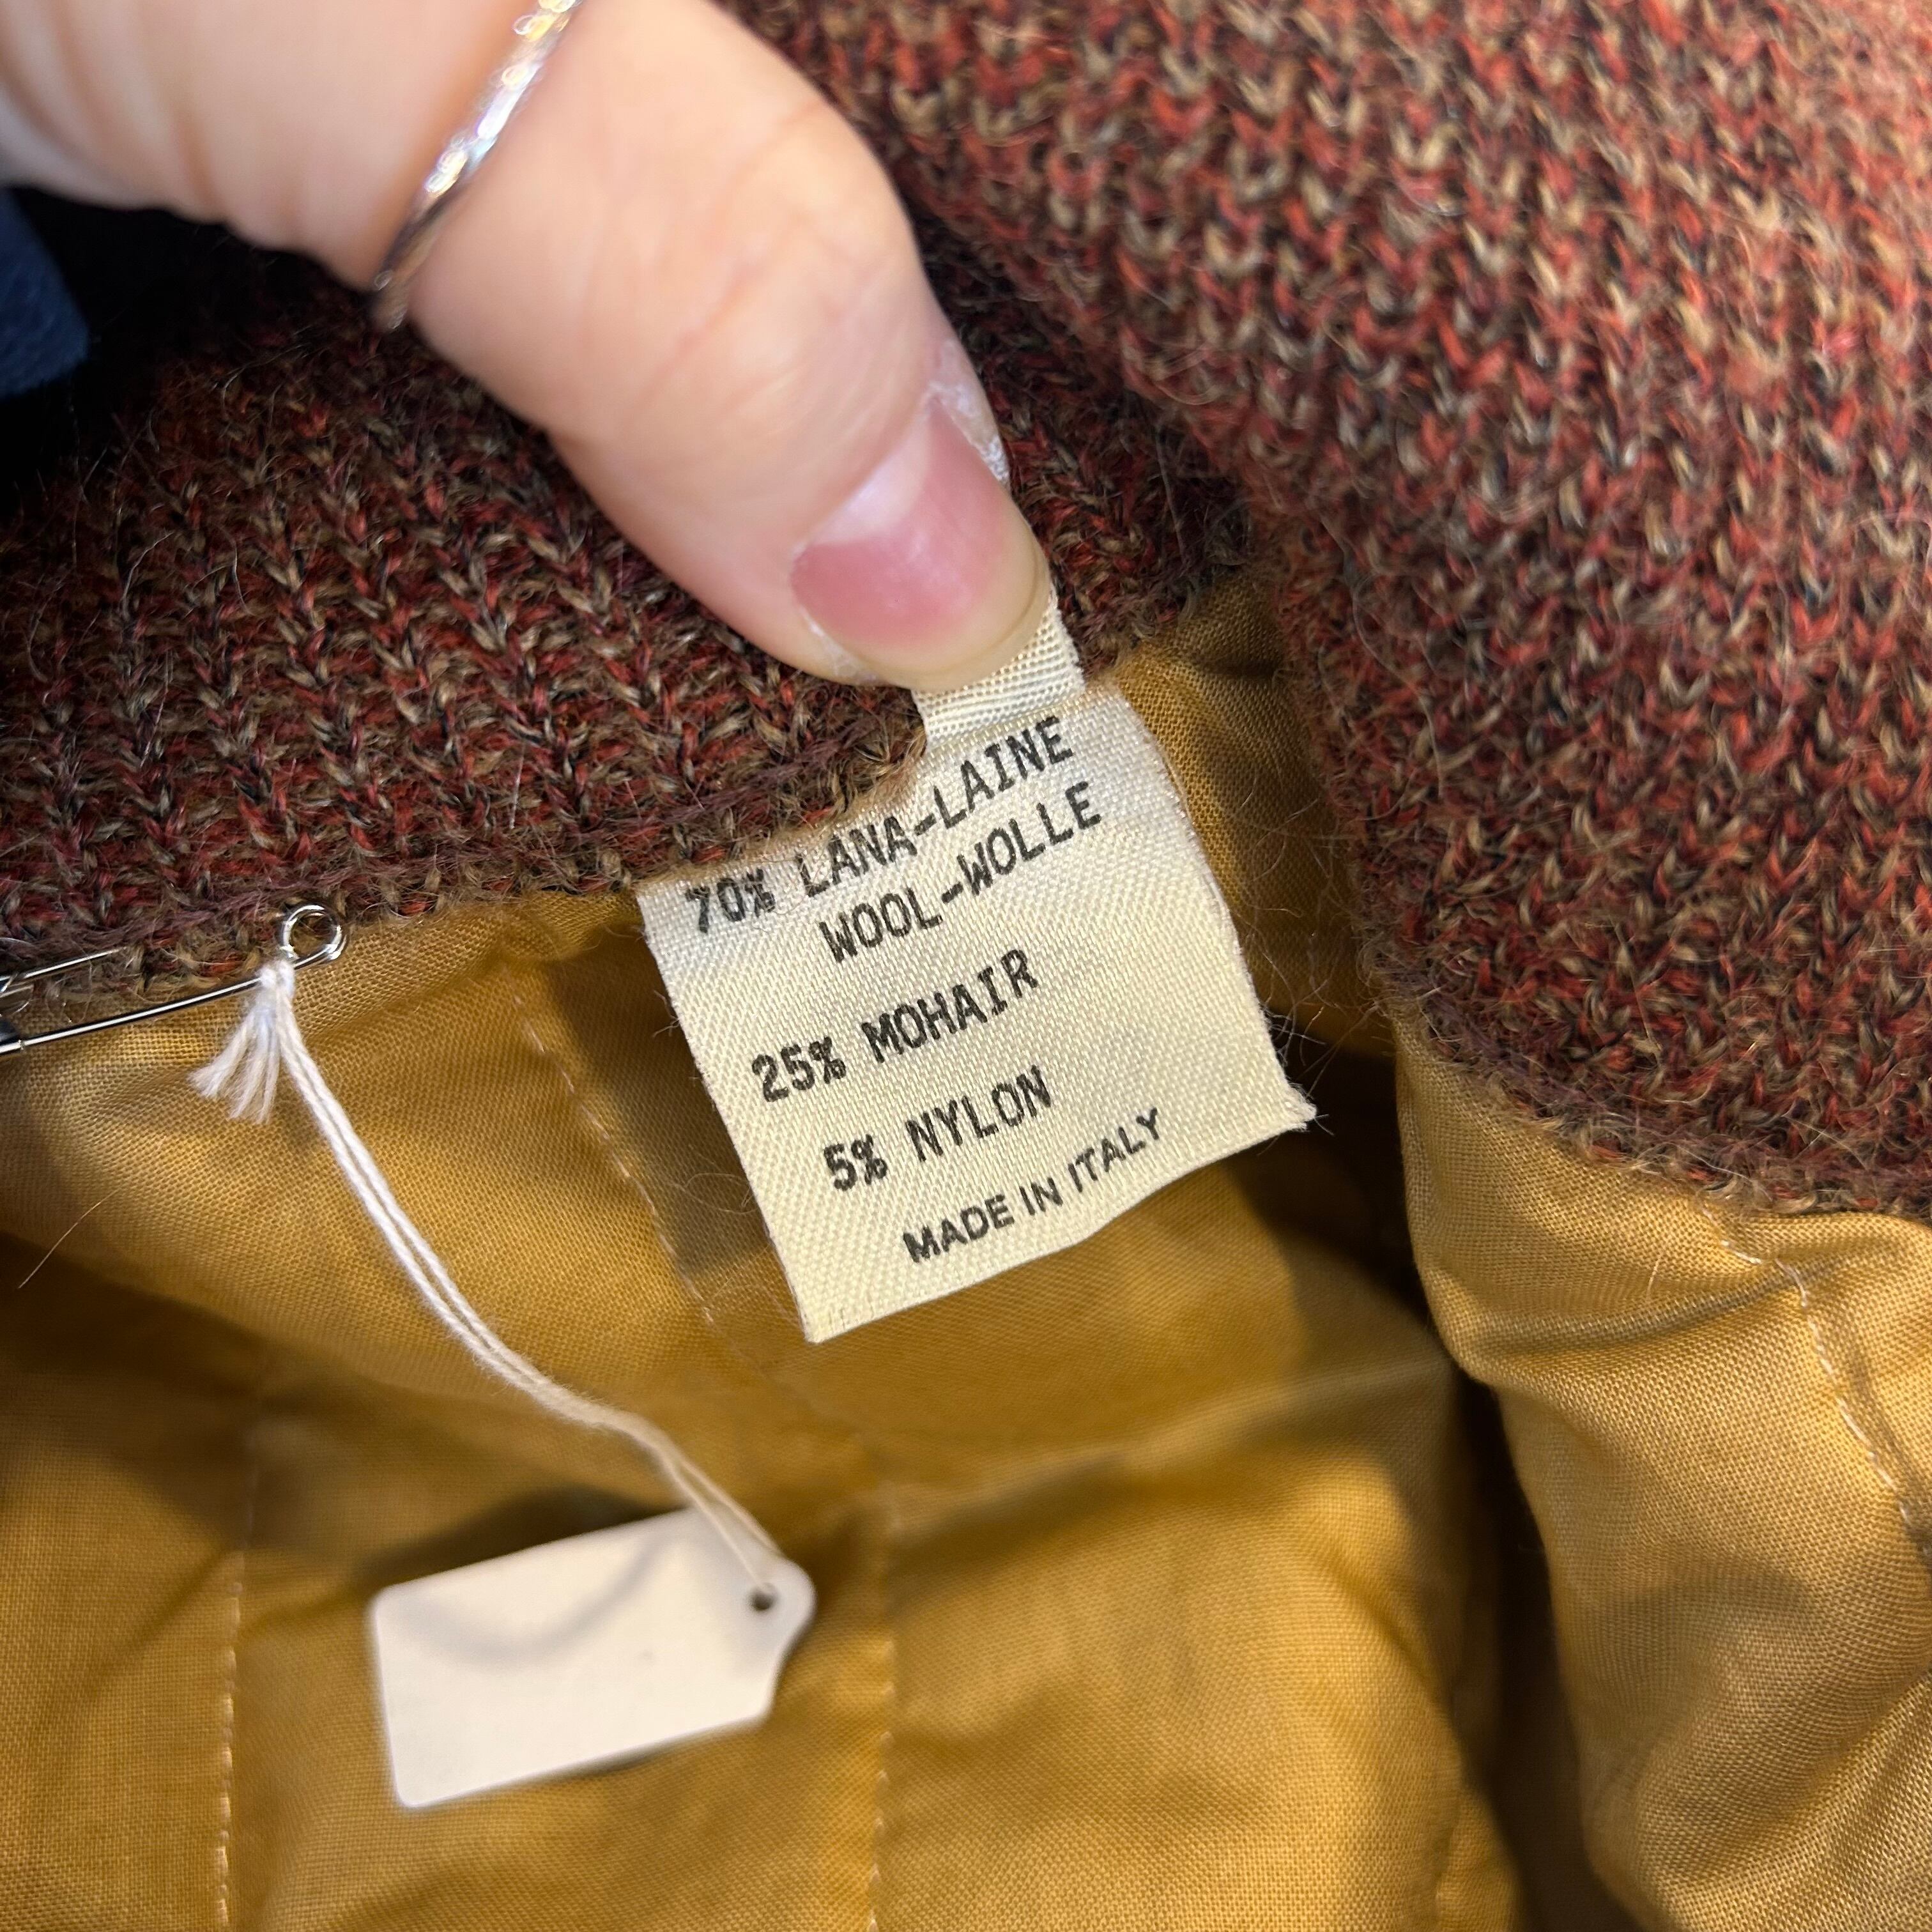 70% LANA-LAINE
WOOL-WOLLE
25% MOHAIR
5% NYLON
MADE IN ITALY